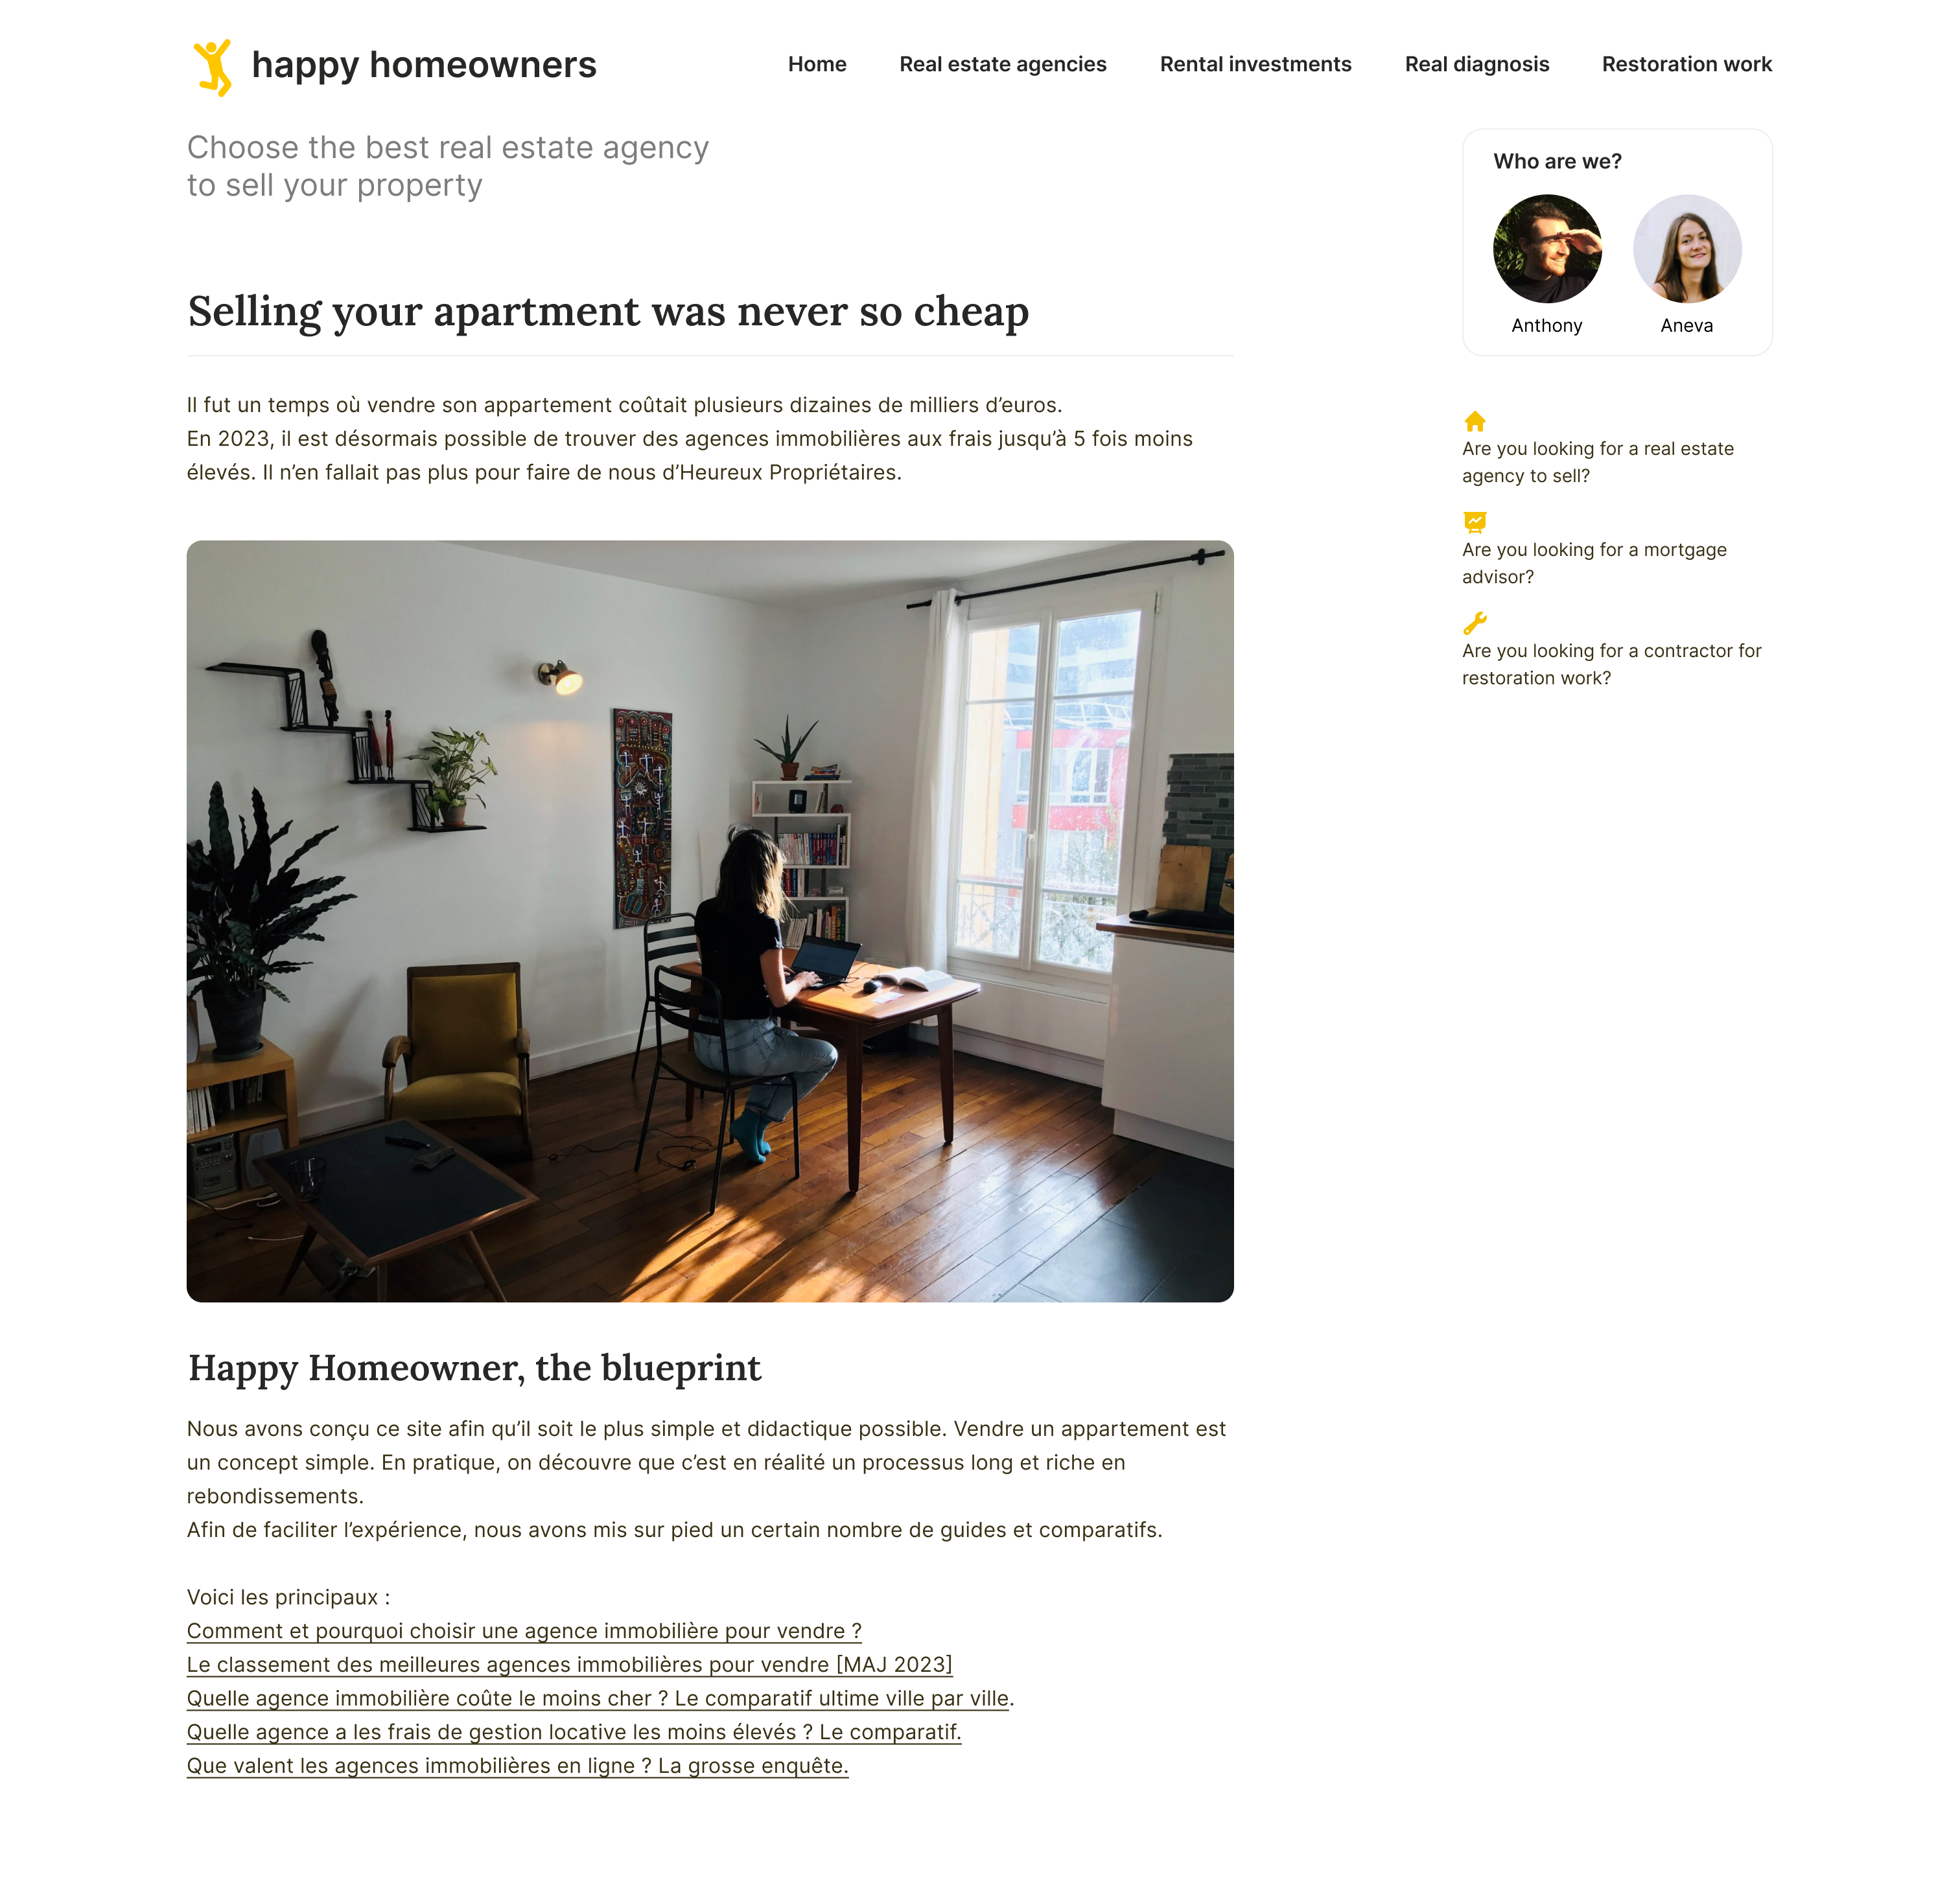 happy homeowners
Home
Real estate agencies
Rental investments
Real diagnosis
Restoration work
Choose the best real estate agency
to sell your property
Who are we?
Anthony
Aneva
Selling your apartment was never so cheap
Il fut un temps où vendre son appartement coûtait plusieurs dizaines de milliers d’euros.
En 2023, il est désormais possible de trouver des agences immobilières aux frais jusqu’à 5 fois moins
élevés. Il n’en fallait pas plus pour faire de nous d’Heureux Propriétaires.
Are you looking for a real estate
agency to sell?
Are you looking for a mortgage
advisor?
Are you looking for a contractor for
restoration work?
Happy Homeowner, the blueprint
Nous avons conçu ce site afin qu’il soit le plus simple et didactique possible. Vendre un appartement est
un concept simple. En pratique, on découvre que c’est en réalité un processus long et riche en
rebondissements.
Afin de faciliter l’expérience, nous avons mis sur pied un certain nombre de guides et comparatifs.
Voici les principaux :
Comment et pourquoi choisir une agence immobilière pour vendre ?
Le classement des meilleures agences immobilières pour vendre [MAJ 2023]
Quelle agence immobilière coûte le moins cher ? Le comparatif ultime ville par ville.
Quelle agence a les frais de gestion locative les moins élevés ? Le comparatif.
Que valent les agences immobilières en ligne ? La grosse enquête.